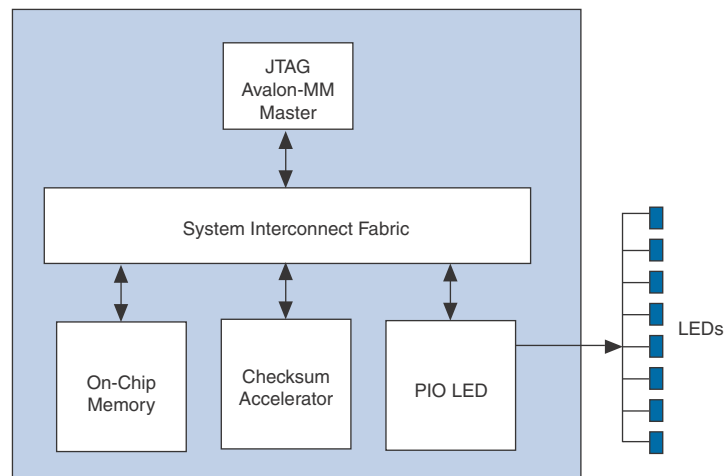 JTAG
Avalon-MM
Master
System Interconnect Fabric
On-Chip
Memory
Checksum
Accelerator
PIO LED
LEDs